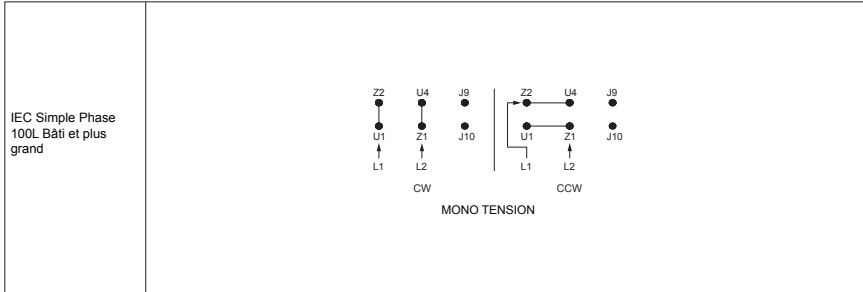 IEC Simple Phase
100L Bâti et plus
grand
Z2 U4 J9
U1 Z1 J10
L1 L2
CW
Z2 U4 J9
U1 Z1 J10
L1 L2
CCW
MONO TENSION